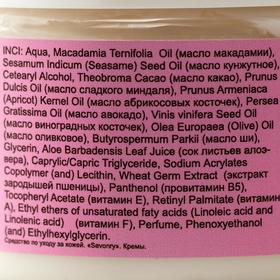 INCI: Aqua, Macadamia Ternifolia Oil (масло макадамии),
Sesamum Indicum (Seasame) Seed Oil (масло кунжутное),
Cetearyl Alcohol, Theobroma Cacao (масло какао), Prunus
Dulcis Oil (масло сладкого миндаля), Prunus Armeniaca
(Apricot) Kernel Oil (масло абрикосовых косточек), Persea
Gratissima Oil (масло авокадо), Vinis vinifera Seed Oil
(масло виноградных косточек), Olea Europaea (Olive) Oil
(масло оливковое), Butyrospermum Parkii (масло ши),
Glycerin, Aloe Barbadensis Leaf Juice (сок листьев алоэ-
вера), Caprylic/Capric Triglyceride, Sodium Acrylates
Copolymer (and) Lecithin, Wheat Germ Extract (экстракт
зародышей пшеницы), Panthenol (провитамин B5),
Tocopheryl Acetate (витамин Е), Retinyl Palmitate (витамин
А), Ethyl ethers of unsaturated faty acids (Linoleic acid and
Linolenic acid) (витамин F), Perfume, Phenoxyethanol
(and) Ethylhexylglycerin.
Средство по уходу за кожей. «Savonry». Кремы.